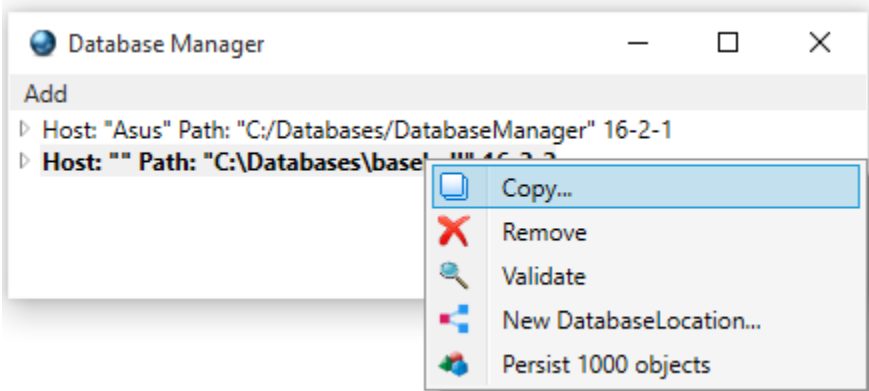 Database Manager
Add
Host: "Asus" Path: "C:/Databases/DatabaseManager" 16-2-1
Host: "" Path: "C:\Databases\
Copy...
Remove
Validate
New DatabaseLocation...
Persist 1000 objects